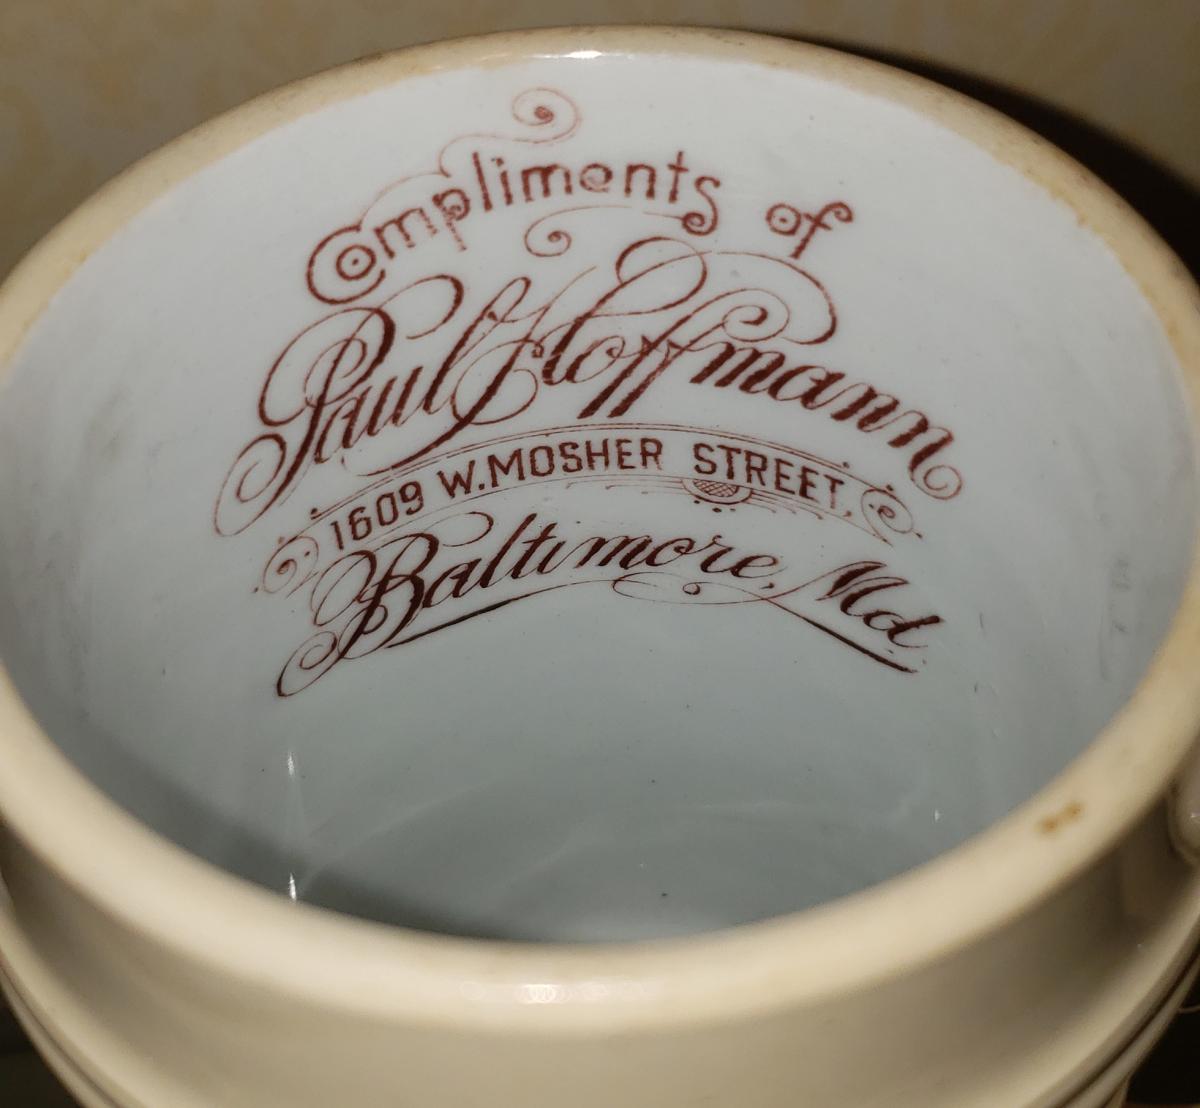 Compliments of
Paul Hoffmann
1609 W. MOSHER STREET,
Baltimore, Md